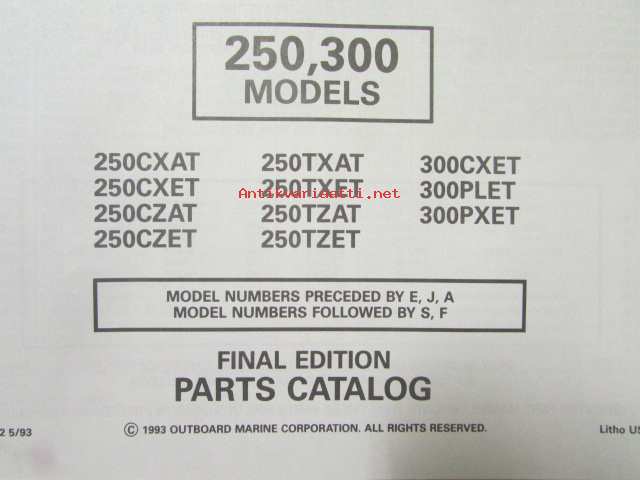 250,300
MODELS
250CXAT 250TXAT 300CXET
250CXET 250TXET 300PLET
Antikvariaatti.net
250CZAT 250TZAT 300PXET
250CZET 250TZET
MODEL NUMBERS PRECEDED BY E, J, A
MODEL NUMBERS FOLLOWED BY S, F
FINAL EDITION
PARTS CATALOG
2 5/93 © 1993 OUTBOARD MARINE CORPORATION. ALL RIGHTS RESERVED. Litho US